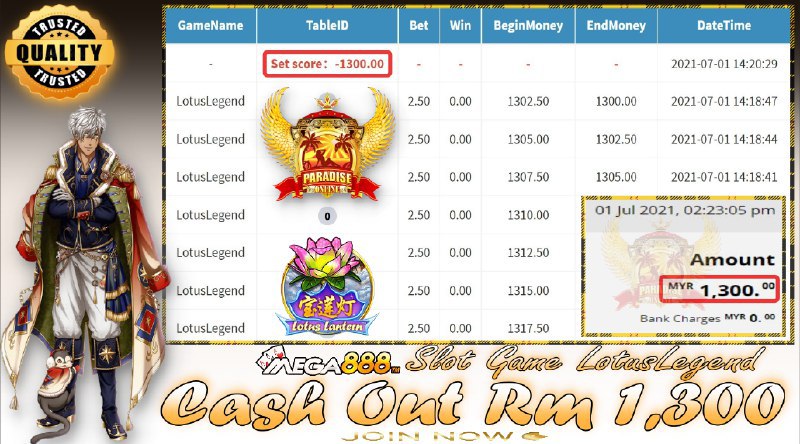 TRUSTED
QUALITY
TRUSTED
GameName TableID Bet Win BeginMoney EndMoney DateTime
- Set score: -1300.00 - - - - 2021-07-01 14:20:29
LotusLegend 2.50 0.00 1302.50 1300.00 2021-07-01 14:18:47
LotusLegend 2.50 0.00 1305.00 1302.50 2021-07-01 14:18:44
LotusLegend 2.50 0.00 1307.50 1305.00 2021-07-01 14:18:41
LotusLegend 0 2.50 0.00 1310.00
LotusLegend 2.50 0.00 1312.50
LotusLegend 2.50 0.00 1315.00
LotusLegend 2.50 0.00 1317.50
PARADISE
ONLINE
宝莲灯
Lotus Lantern
01 Jul 2021, 02:23:05 pm
Amount
MYR 1,300.00
Bank Charges MYR 0.00
MEGA888 Slot Game LotusLegend
Cash Out Rm 1,300
JOIN NOW